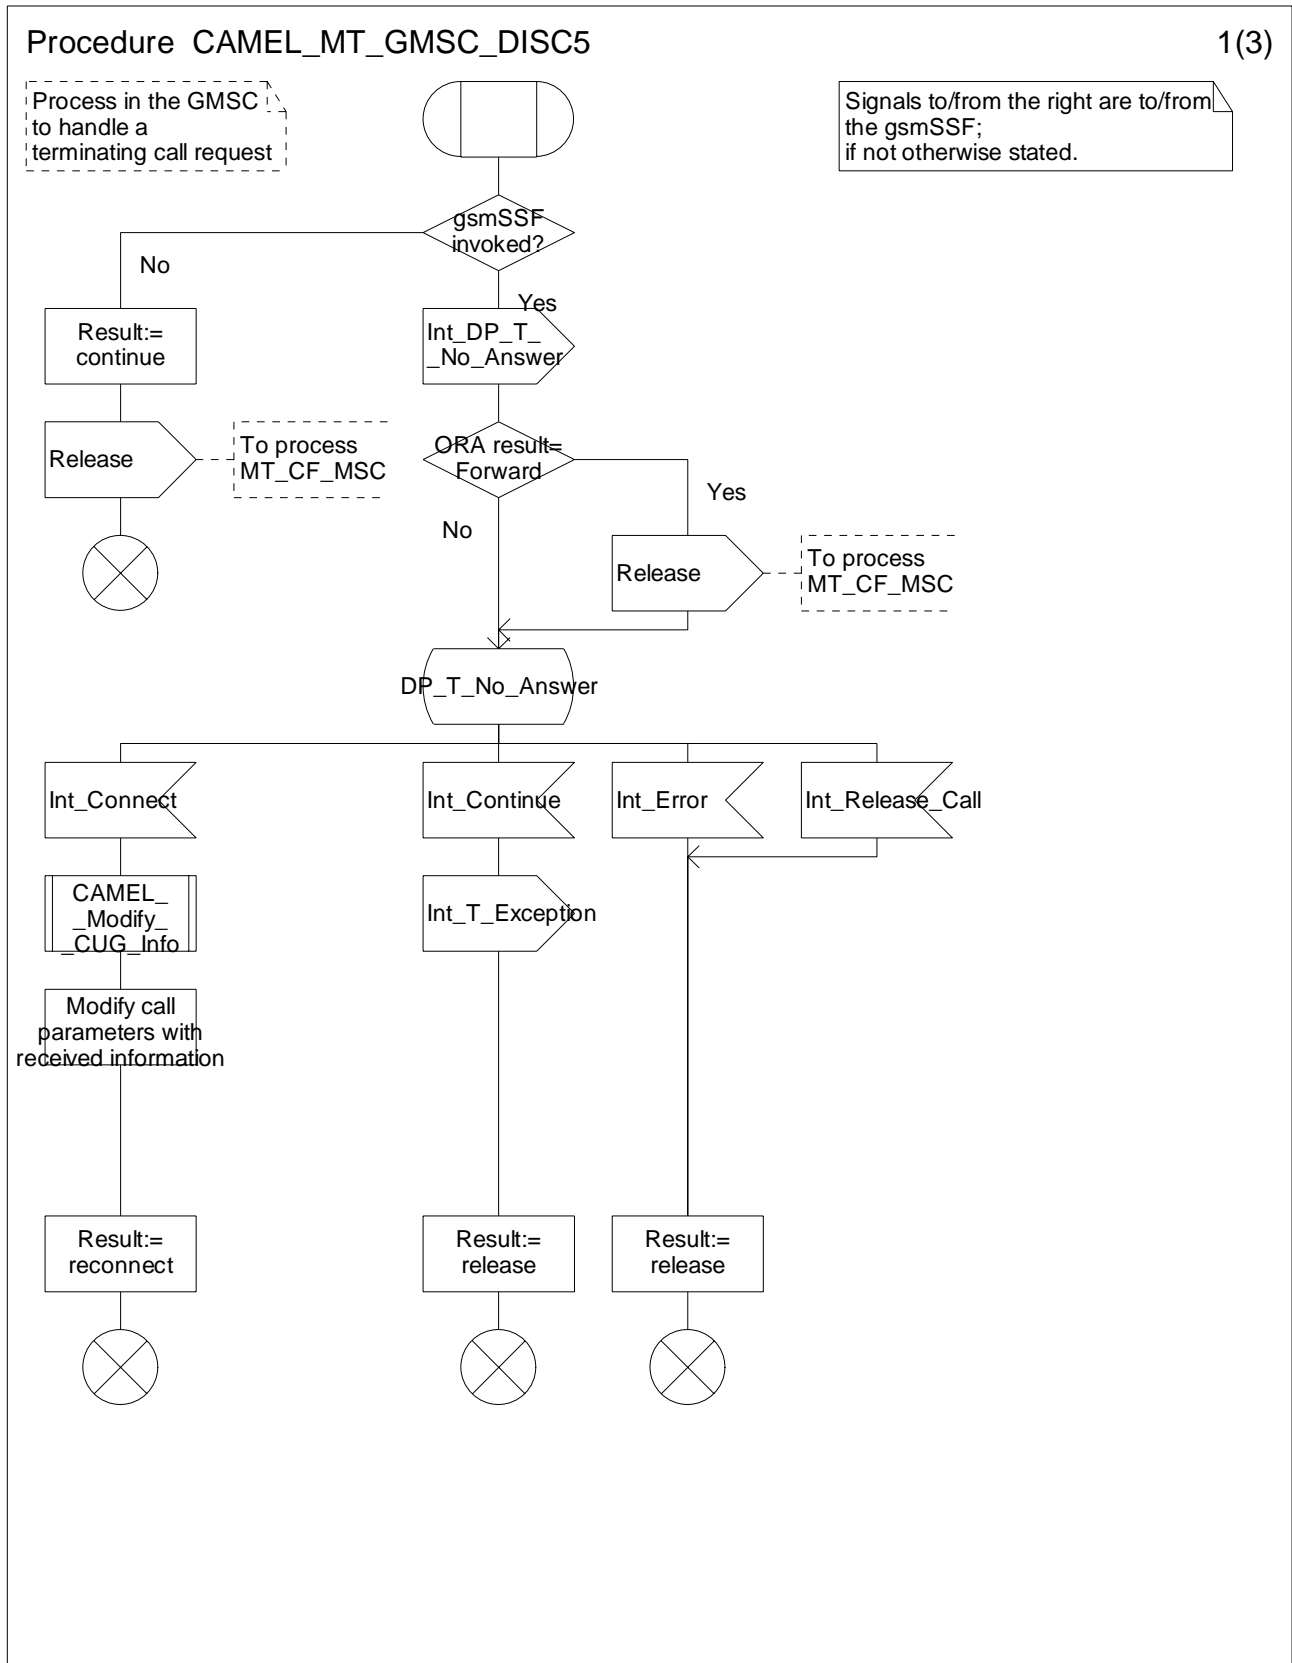 Procedure CAMEL_MT_GMSC_DISC5
1(3)
Process in the GMSC
to handle a
terminating call request
Signals to/from the right are to/from
the gsmSSF;
if not otherwise stated.
gsmSSF
invoked?
No
Yes
Result:=
continue
Int_DP_T_
_No_Answer
Release
To process
MT_CF_MSC
ORA result=
Forward
Yes
No
Release
To process
MT_CF_MSC
DP_T_No_Answer
Int_Connect
Int_Continue
Int_Error
Int_Release_Call
CAMEL_
_Modify_
_CUG_Info
Int_T_Exception
Modify call
parameters with
received information
Result:=
reconnect
Result:=
release
Result:=
release